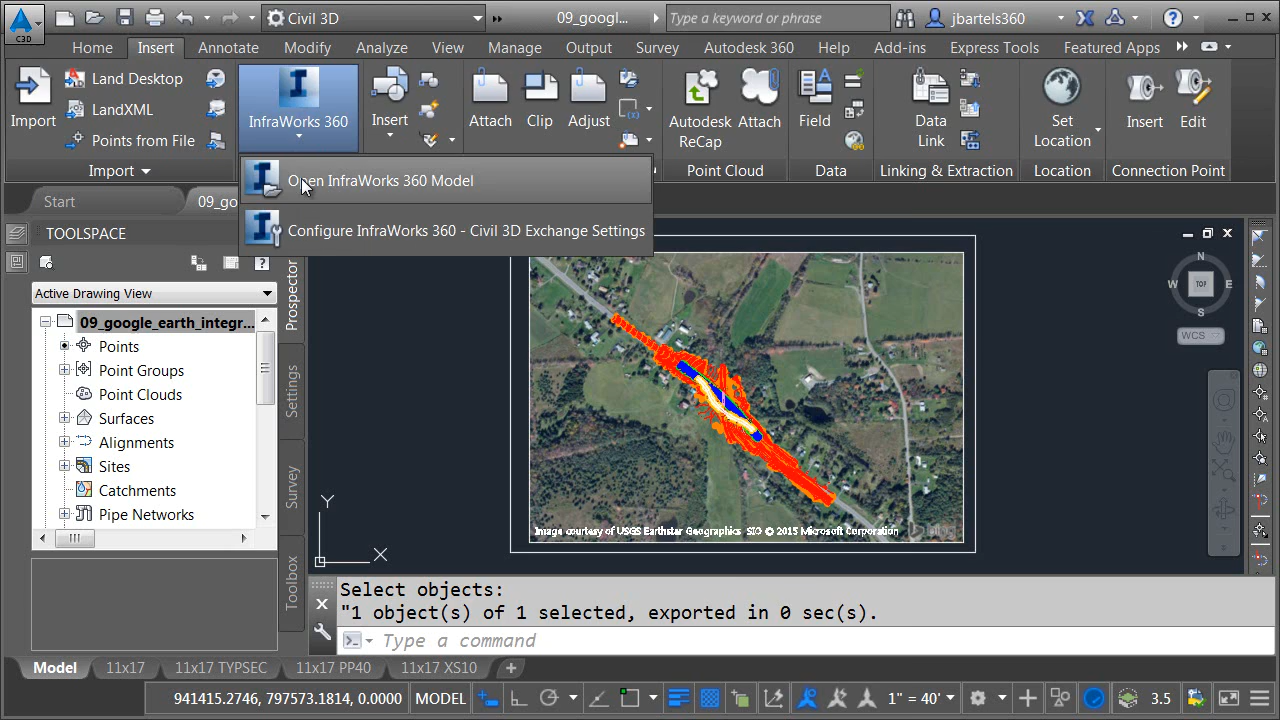 C3D
Civil 3D
09_googl...
Type a keyword or phrase
jbartels360
Home
Insert
Annotate
Modify
Analyze
View
Manage
Output
Survey
Autodesk 360
Help
Add-ins
Express Tools
Featured Apps
Import
Land Desktop
LandXML
Points from File
InfraWorks 360
Insert
Attach
Clip
Adjust
Autodesk
ReCap
Attach
Field
Data
Link
Set
Location
Insert
Edit
Import
Point Cloud
Data
Linking & Extraction
Connection Point
Open InfraWorks 360 Model
Configure InfraWorks 360 - Civil 3D Exchange Settings
Start
09_go
TOOLSPACE
Active Drawing View
09_google_earth_integr...
Points
Point Groups
Point Clouds
Surfaces
Alignments
Sites
Catchments
Pipe Networks
Prospector
Settings
Survey
Toolbox
N
W
TOP
E
S
WCS
Image courtesy of USGS Earthstar Geographics SIO © 2015 Microsoft Corporation
bing
Y
X
Select objects:
"1 object(s) of 1 selected, exported in 0 sec(s).
Type a command
Model
11x17
11x17 TYPSEC
11x17 PP40
11x17 XS10
941415.2746, 797573.1814, 0.0000
MODEL
1" = 40'
3.5